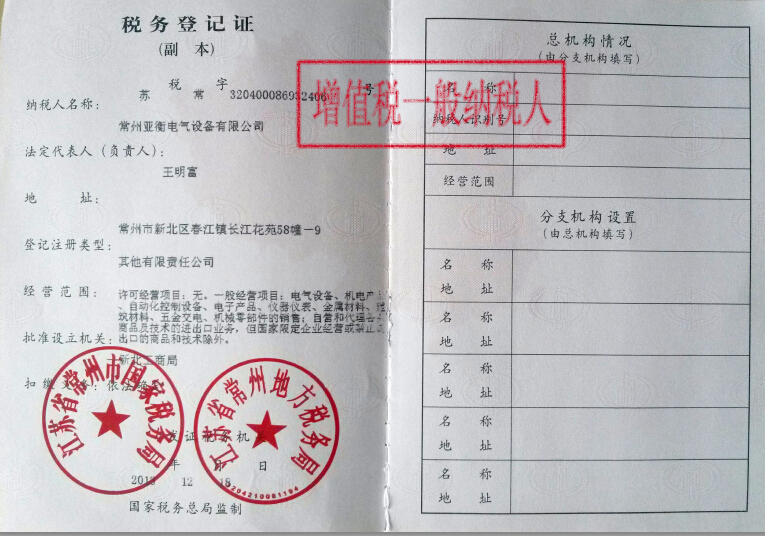 税务登记证
(副 本)
税 字
苏 常 320400086932406 号
纳税人名称:
常州亚衡电气设备有限公司
法定代表人(负责人):
王明富
地 址:
常州市新北区春江镇长江花苑58幢-9
登记注册类型:
其他有限责任公司
经营范围:
许可经营项目:无。一般经营项目:电气设备、机电产
、自动化控制设备、电子产品、仪器仪表、金属材料、
筑材料、五金交电、机械零部件的销售;自营和代理各
商品及技术的进出口业务,但国家限定企业经营或禁止
出口的商品和技术除外。
批准设立机关:
新北工商局
扣缴义务:依法确定
江苏省常州市国家税务局
江苏省常州地方税务局
3204210081194
发证税务机关
年 月 日
12 18
国家税务总局监制
增值税一般纳税人
总机构情况
(由分支机构填写)
名 称
纳税人识别号
地 址
经营范围
分支机构设置
(由总机构填写)
名 称
地 址
名 称
地 址
名 称
地 址
名 称
地 址
名 称
地 址